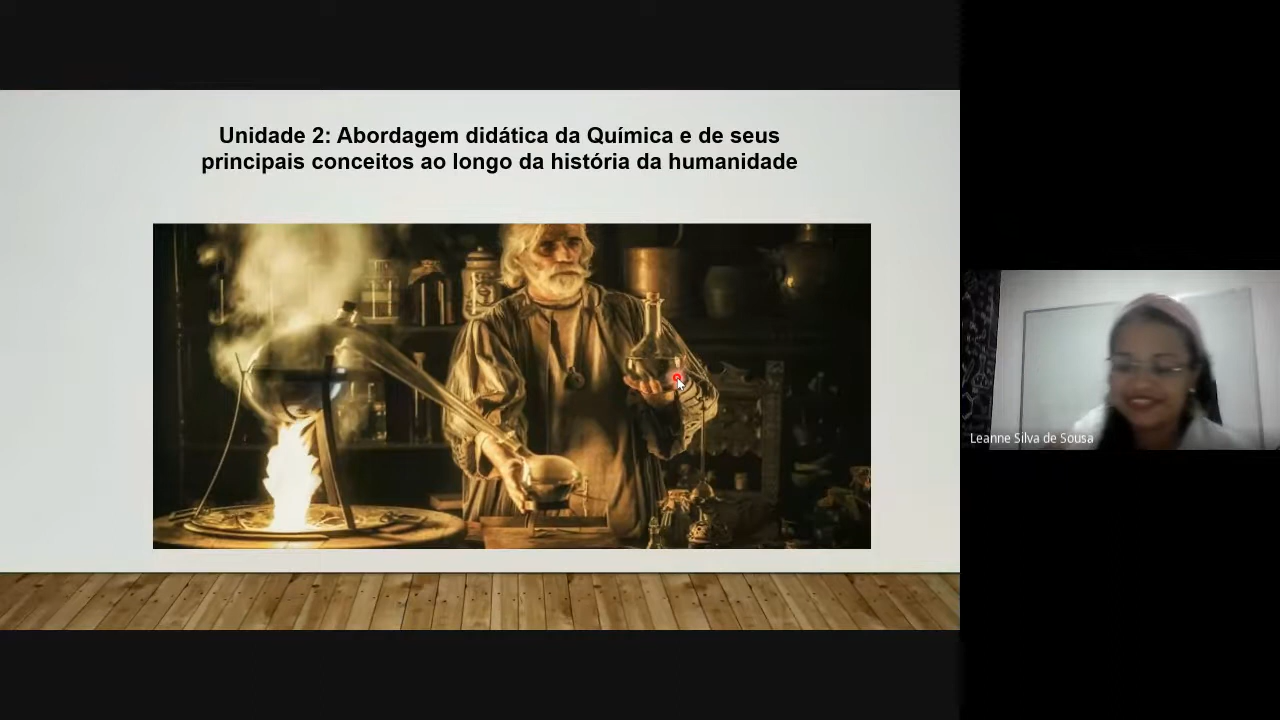 Unidade 2: Abordagem didática da Química e de seus
principais conceitos ao longo da história da humanidade
Leanne Silva de Sousa